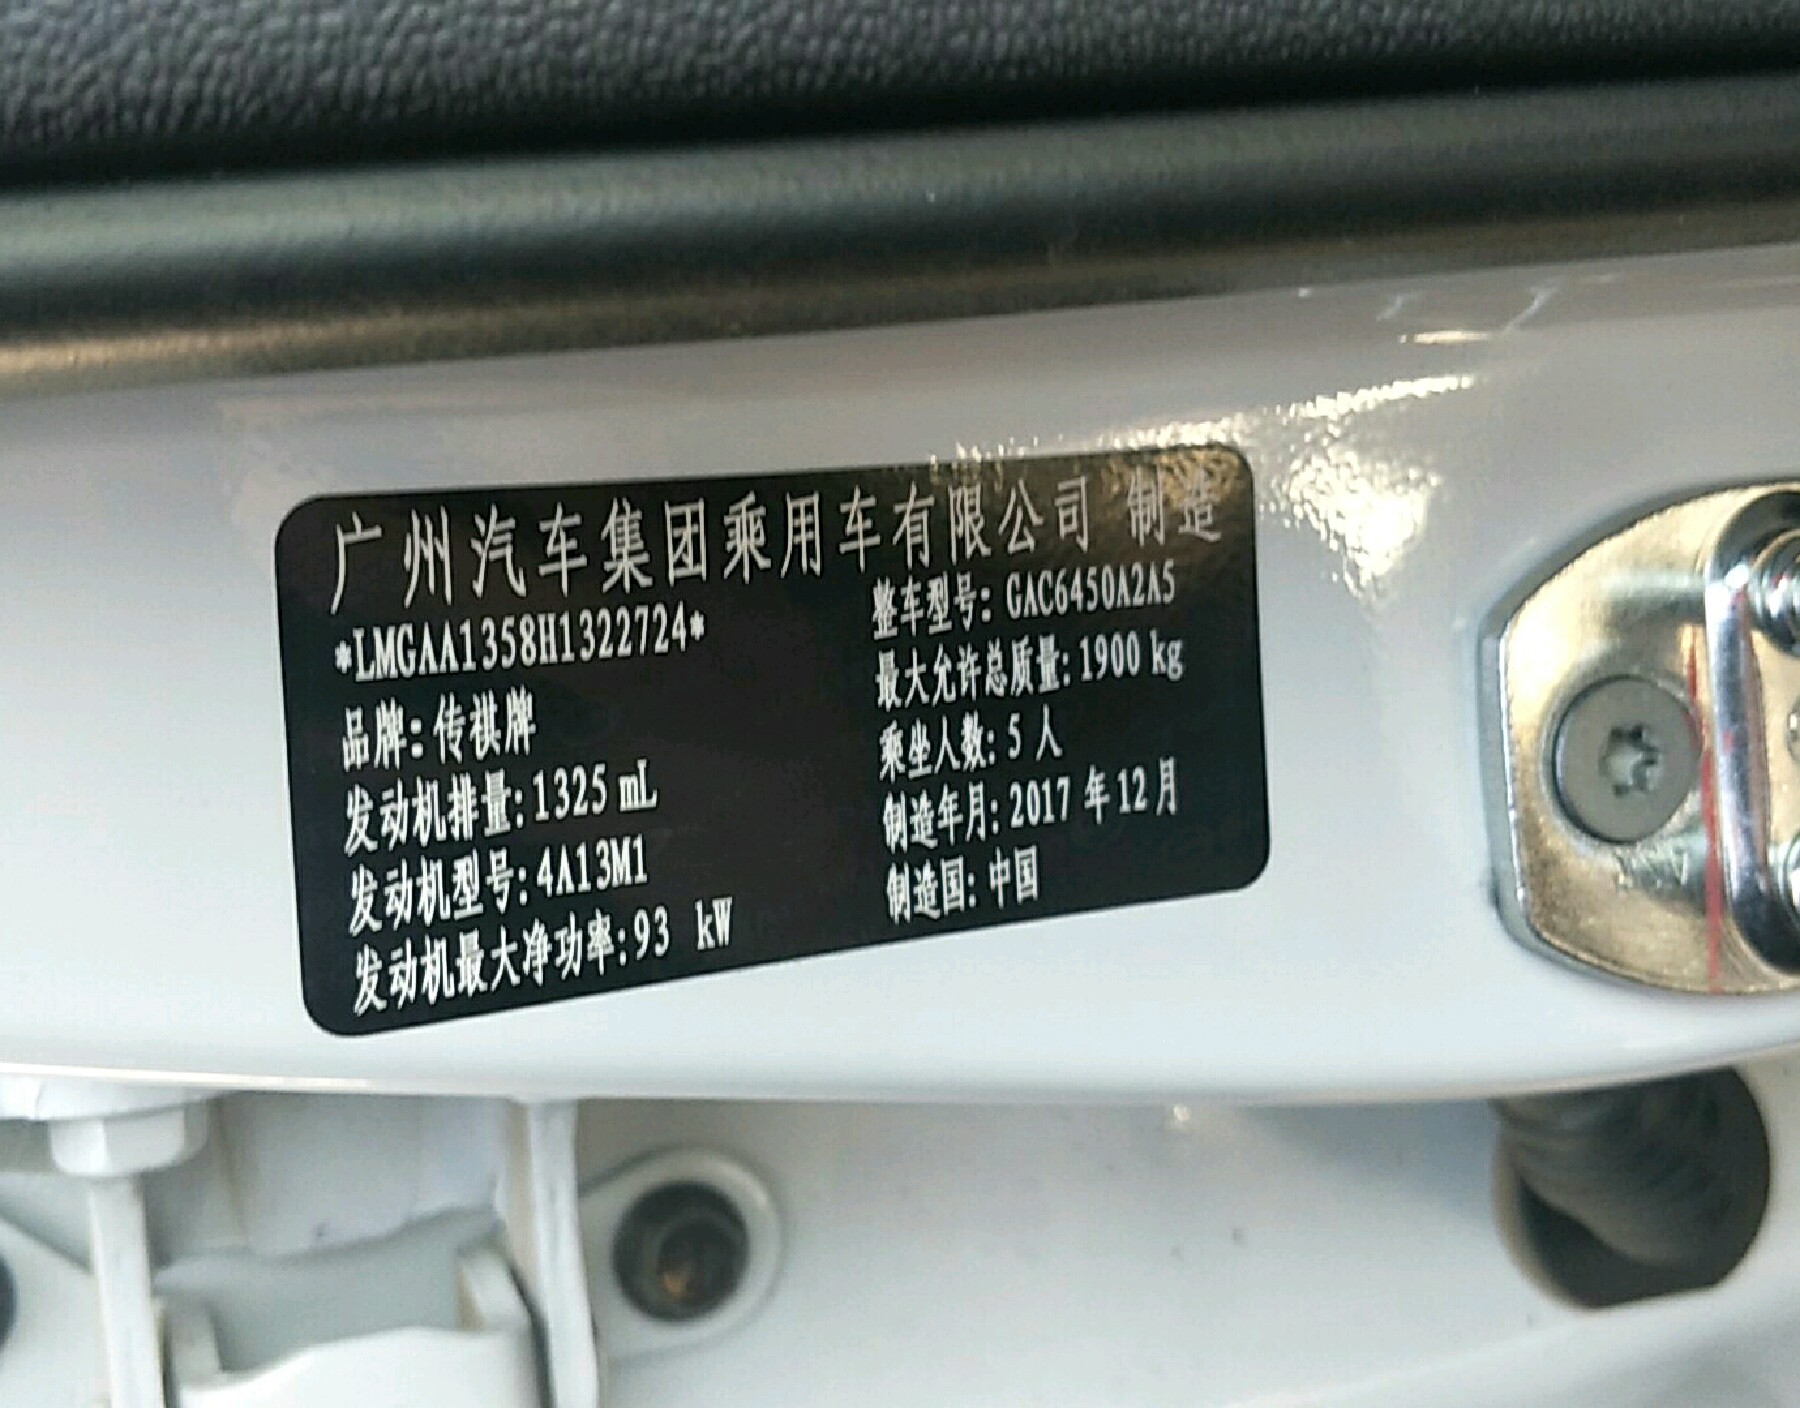 广州汽车集团乘用车有限公司 制造
*LMGAA1358H1322724*
品牌:传祺牌
发动机排量:1325 mL
发动机型号:4A13M1
发动机最大净功率:93 kW
整车型号:GAC6450A2A5
最大允许总质量:1900 kg
乘坐人数:5 人
制造年月:2017 年 12 月
制造国:中国